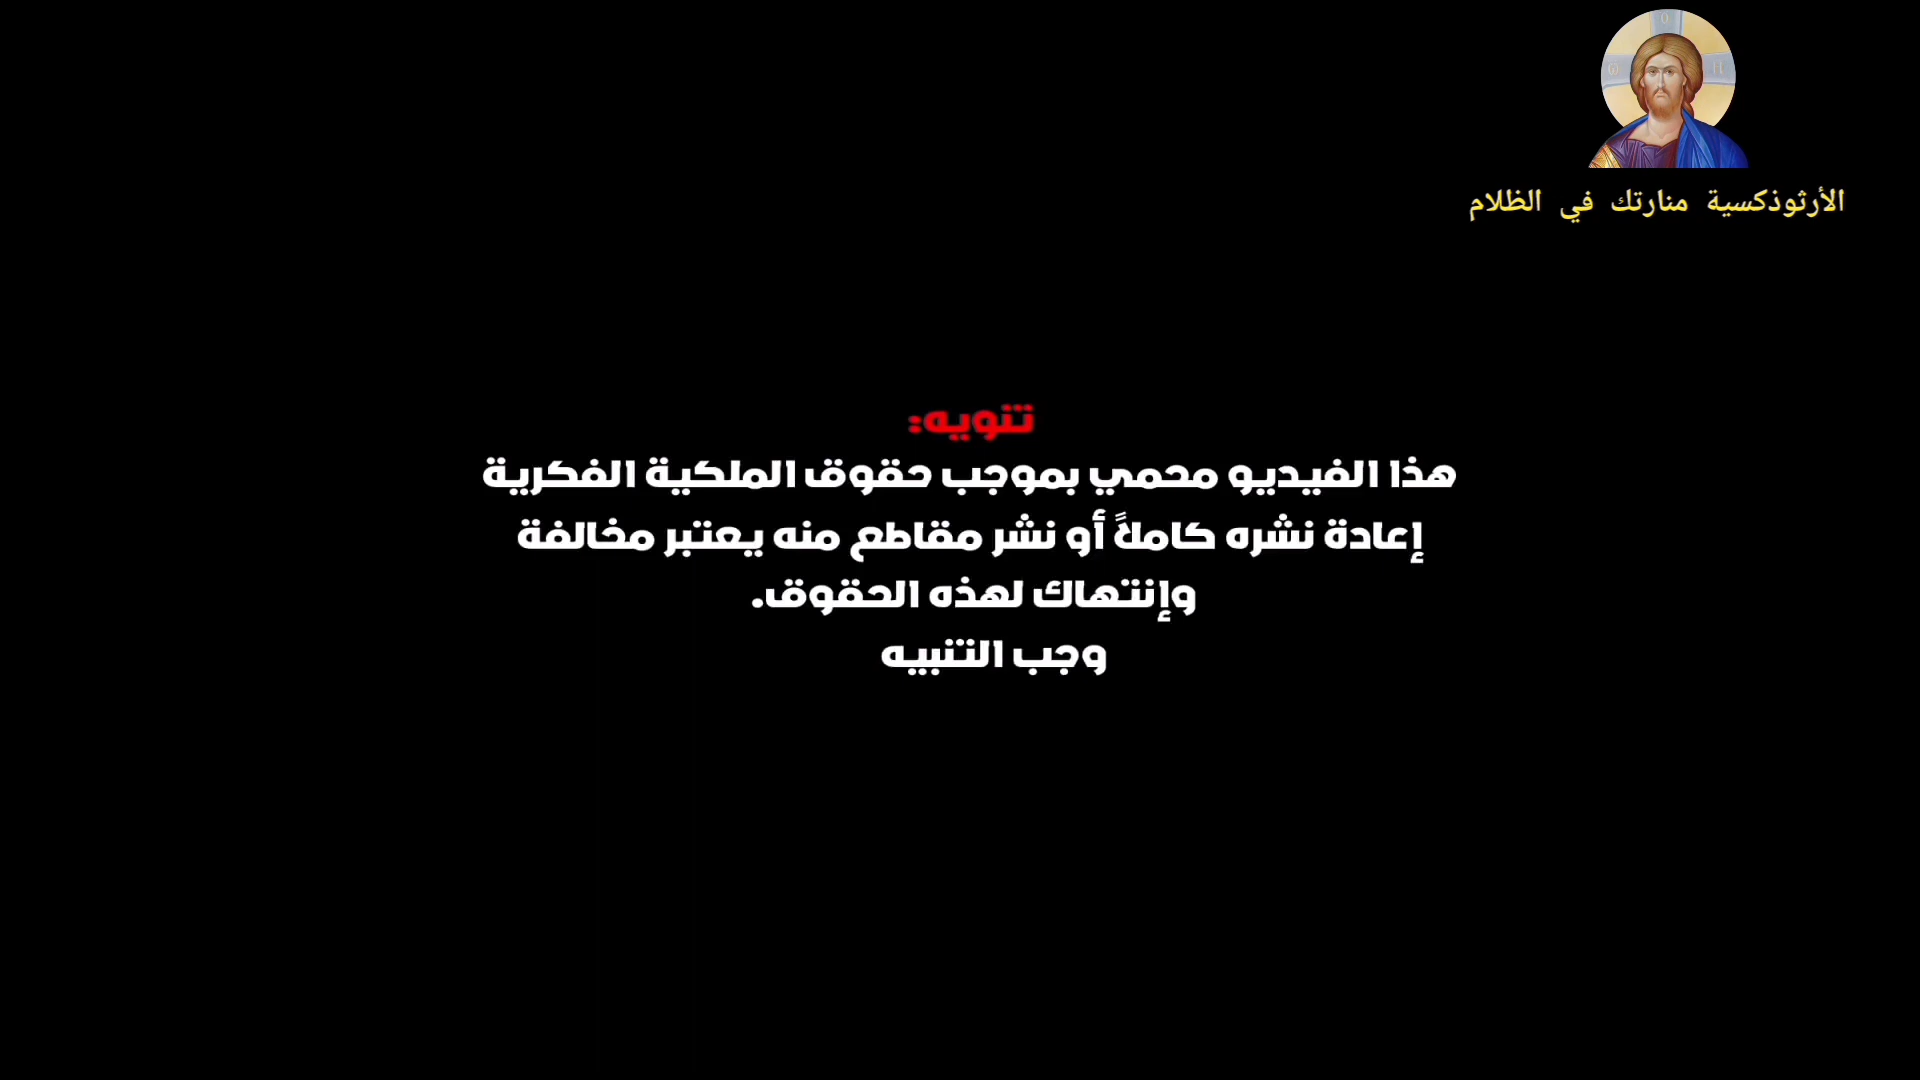 الأرثوذكسية منارتك في الظلام
تنويه:
هذا الفيديو محمي بموجب حقوق الملكية الفكرية
إعادة نشره كاملاً أو نشر مقاطع منه يعتبر مخالفة
وإنتهاك لهذه الحقوق.
وجب التنبيه